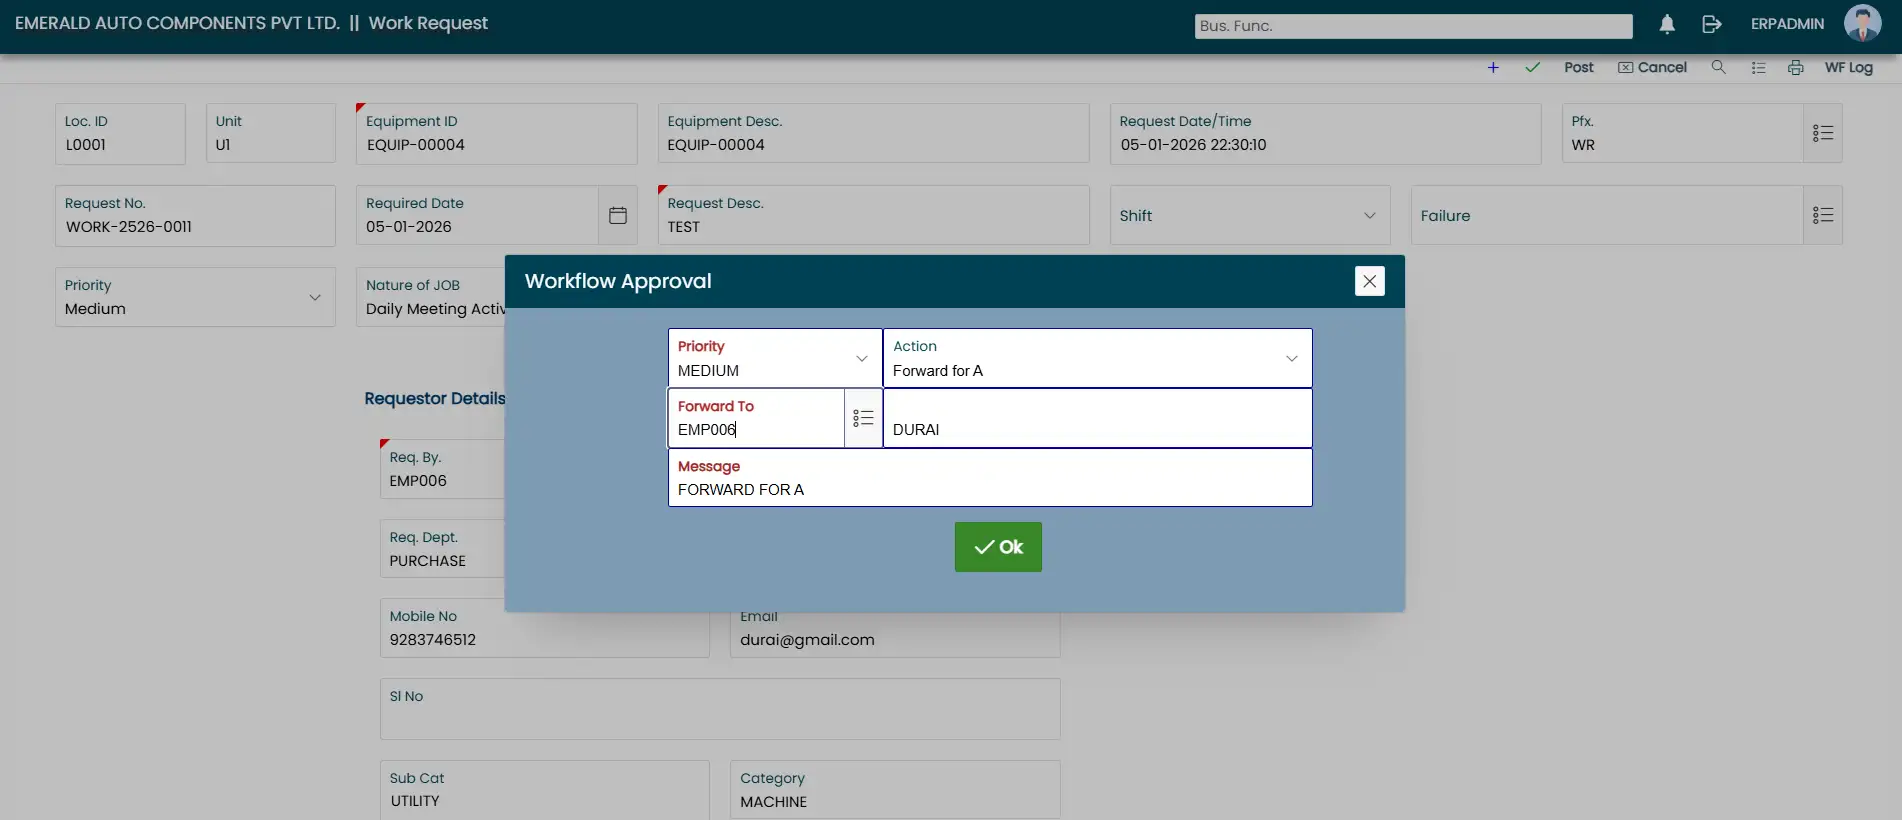 EMERALD AUTO COMPONENTS PVT LTD. || Work Request
Bus. Func.
ERPADMIN
Post
Cancel
WF Log
Loc. ID
L0001
Unit
U1
Equipment ID
EQUIP-00004
Equipment Desc.
EQUIP-00004
Request Date/Time
05-01-2026 22:30:10
Pfx.
WR
Request No.
WORK-2526-0011
Required Date
05-01-2026
Request Desc.
TEST
Shift
Failure
Priority
Medium
Nature of JOB
Daily Meeting Activ
Workflow Approval
Priority
MEDIUM
Action
Forward for A
Forward To
EMP006
DURAI
Message
FORWARD FOR A
Ok
Requestor Details
Req. By.
EMP006
Req. Dept.
PURCHASE
Mobile No
9283746512
Email
durai@gmail.com
Sl No
Sub Cat
UTILITY
Category
MACHINE